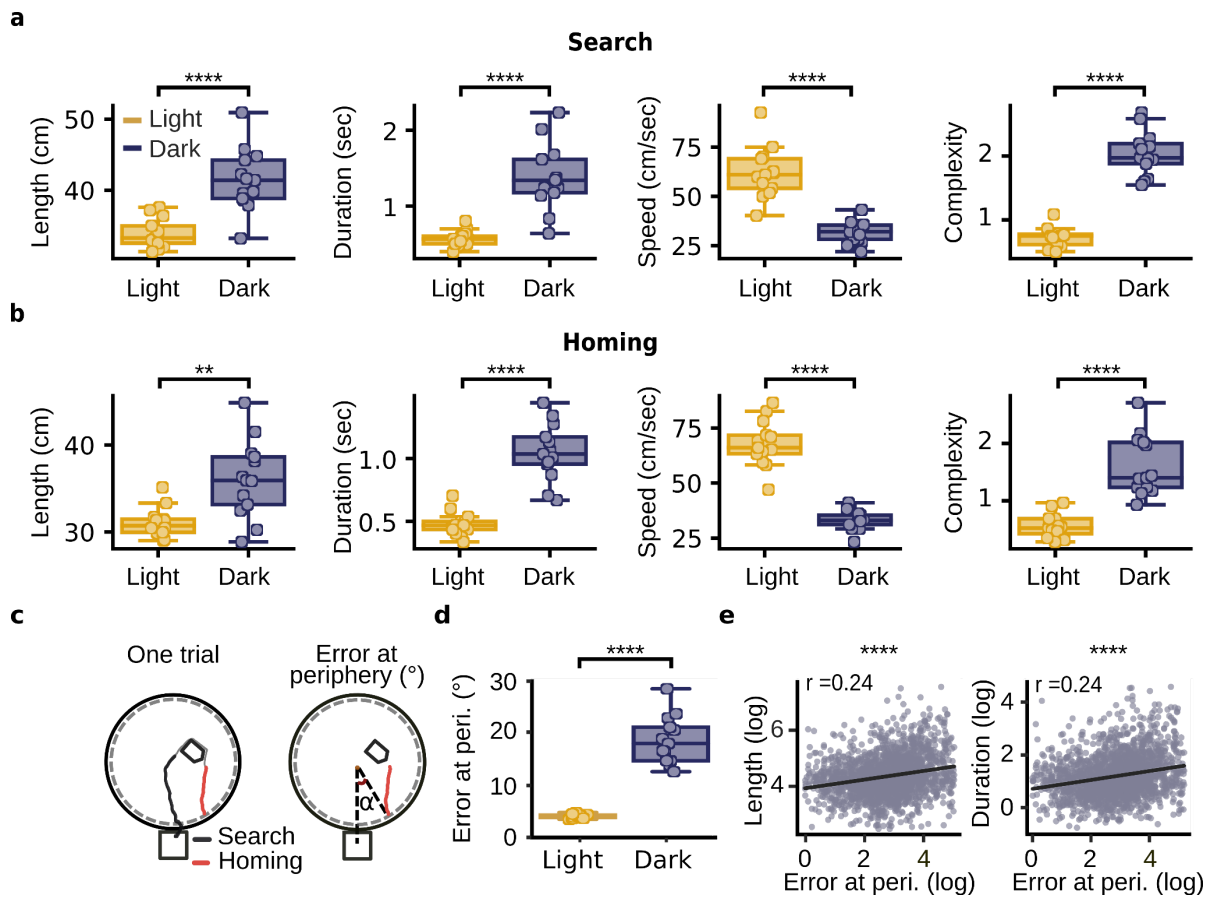 a
Search
****
****
****
****
Length (cm)
50
40
Light
Dark
Light
Dark
Duration (sec)
2
1
Light
Dark
Speed (cm/sec)
75
50
25
Light
Dark
Complexity
2
1
Light
Dark
b
Homing
**
****
****
****
Length (cm)
40
30
Light
Dark
Duration (sec)
1.0
0.5
Light
Dark
Speed (cm/sec)
75
50
25
Light
Dark
Complexity
2
1
Light
Dark
c
One trial
Error at
periphery (°)
α
Search
Homing
d
****
Error at peri. (°)
30
20
10
0
Light
Dark
e
****
r =0.24
Length (log)
6
4
0
2
4
Error at peri. (log)
****
r =0.24
Duration (log)
4
2
0
0
2
4
Error at peri. (log)